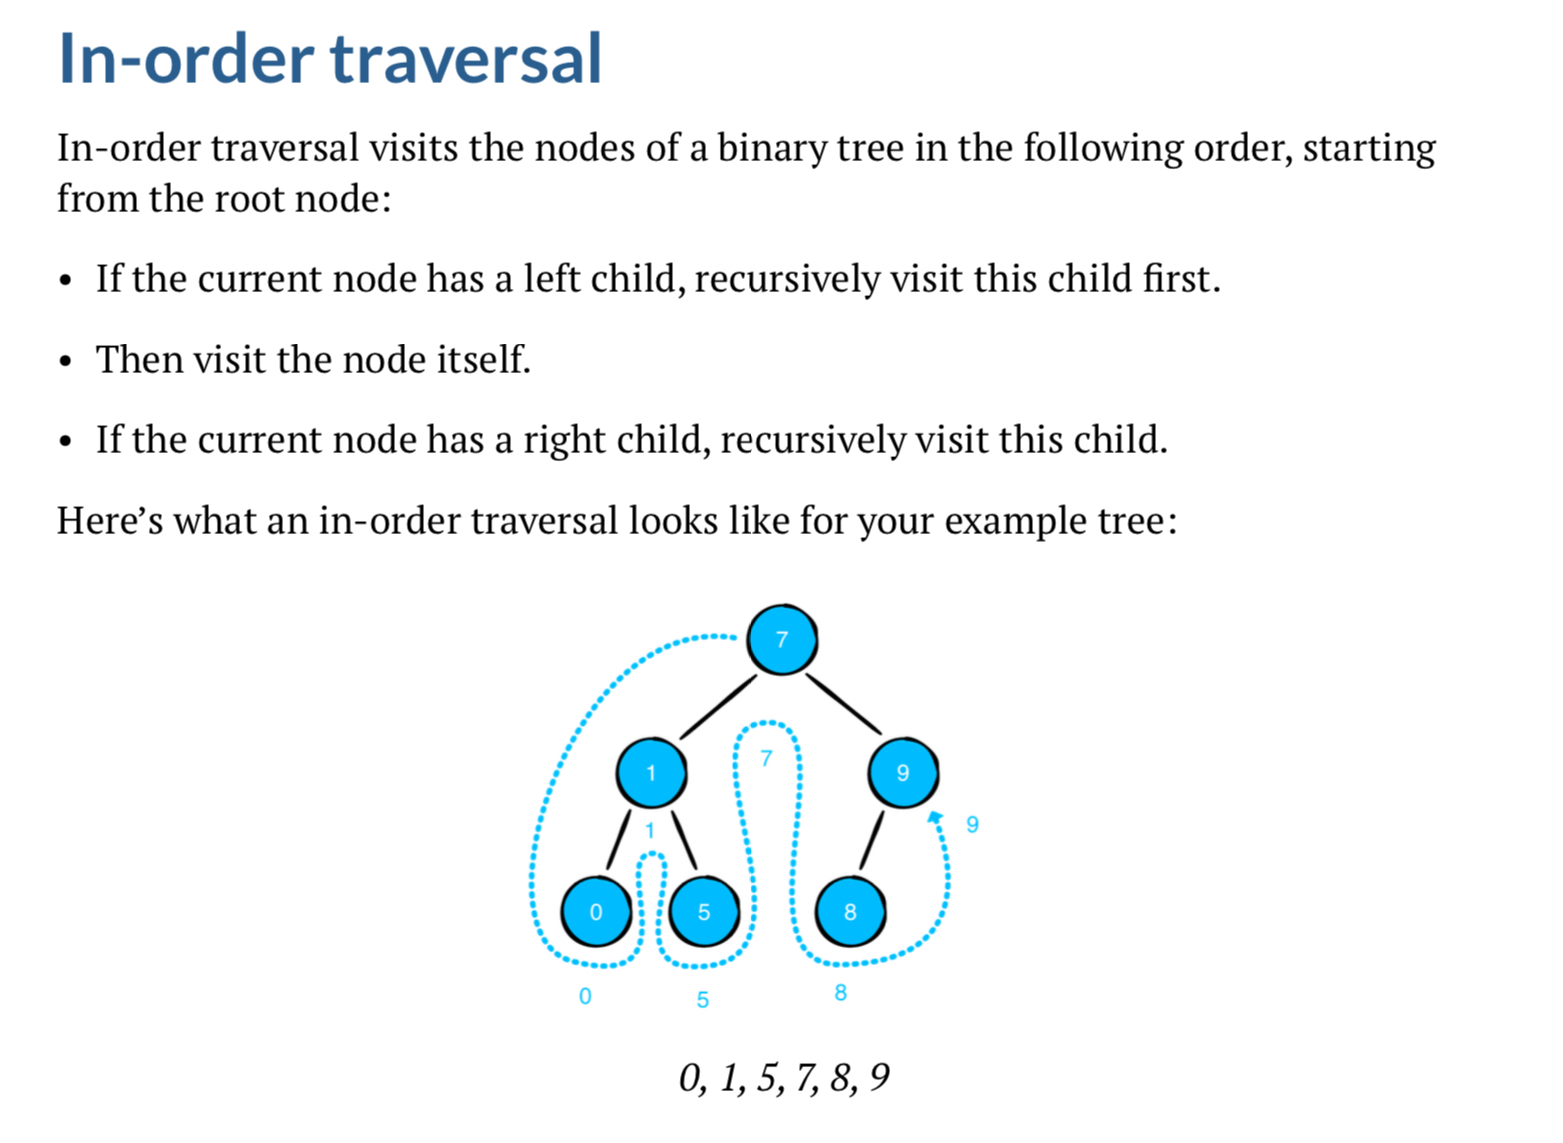 In-order traversal
In-order traversal visits the nodes of a binary tree in the following order, starting
from the root node:
• If the current node has a left child, recursively visit this child first.
• Then visit the node itself.
• If the current node has a right child, recursively visit this child.
Here’s what an in-order traversal looks like for your example tree:
7
7
1
9
1
9
0
5
8
0
5
8
0, 1, 5, 7, 8, 9